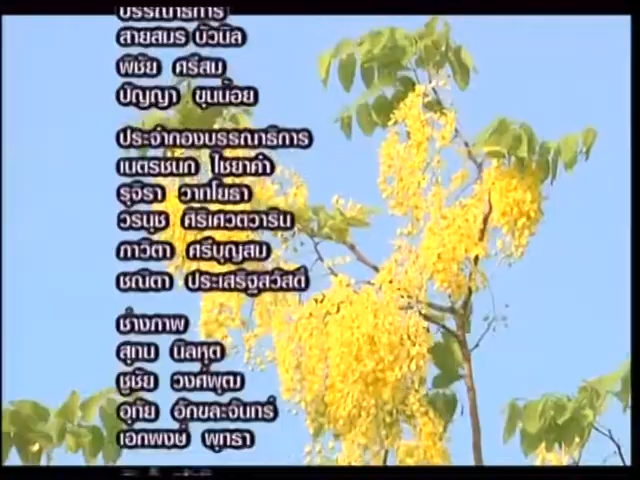 บรรณาธิการ
สายสมร บัวนิล
พิชัย ศรีสม
ปัญญา ขุนน้อย
ประจำกองบรรณาธิการ
เนตรชนก ไชยาคำ
รุจิรา วาทโยธา
วรนุช ศิริเศวตวาริน
ภาวิตา ศรีบุญสม
ชณิตา ประเสริฐสวัสดิ์
ช่างภาพ
สุทน นิลหุต
ชูชัย วงศ์พุฒ
อุทัย อักขละจันทร์
เอกพงษ์ พุทธา